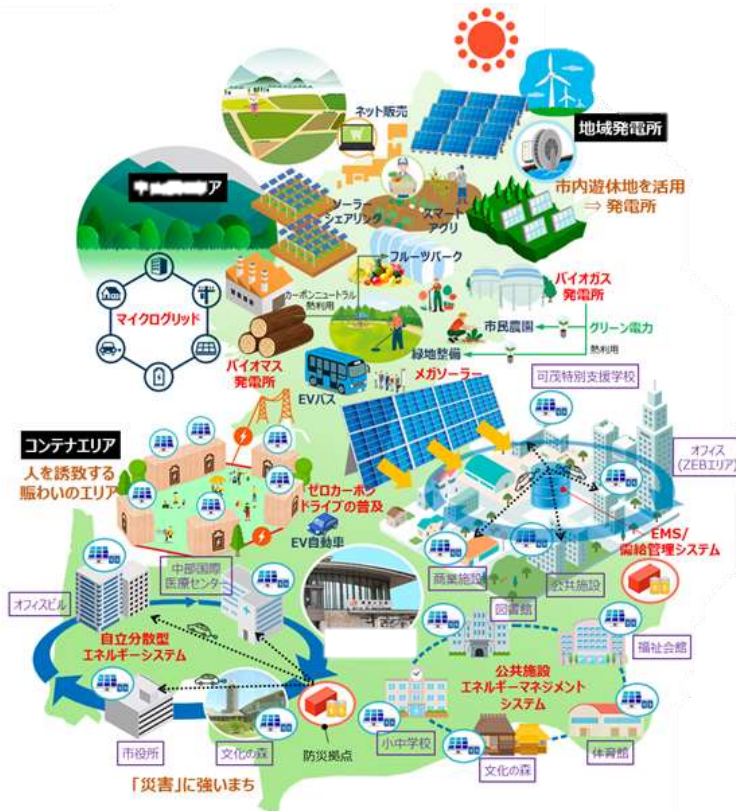 ネット販売
地域発電所
市内遊休地を活用
⇒ 発電所
ア
ソーラー
シェアリング
スマート
アグリ
フルーツパーク
マイクログリッド
カーボンニュートラル
熱利用
バイオガス
発電所
市民農園
グリーン電力
熱利用
緑地整備
バイオマス
発電所
EVバス
メガソーラー
可茂特別支援学校
コンテナエリア
人を誘致する
賑わいのエリア
オフィス
(ZEBエリア)
ゼロカーボン
ドライブの普及
EV自動車
EMS/
需給管理システム
商業施設
公共施設
中部国際
医療センター
オフィスビル
図書館
福祉会館
自立分散型
エネルギーシステム
公共施設
エネルギーマネジメント
システム
市役所
文化の森
防災拠点
小中学校
文化の森
体育館
「災害」に強いまち